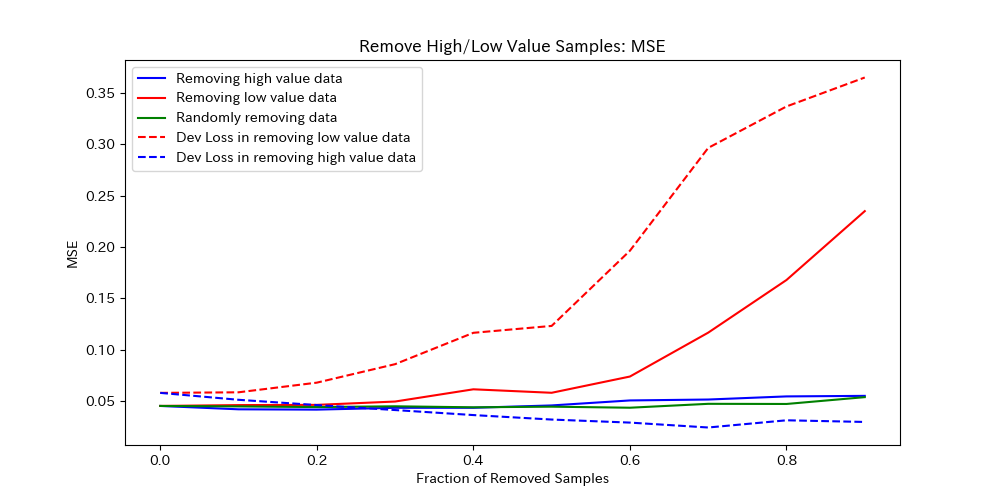 Remove High/Low Value Samples: MSE
Removing high value data
Removing low value data
Randomly removing data
Dev Loss in removing low value data
Dev Loss in removing high value data
0.35
0.30
0.25
0.20
0.15
0.10
0.05
MSE
0.0 0.2 0.4 0.6 0.8
Fraction of Removed Samples